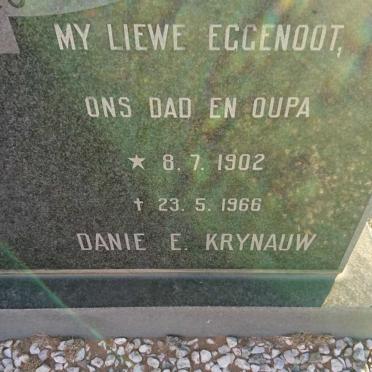 MY LIEWE EGGENOOT,
ONS DAD EN OUPA
★ 8. 7. 1902
✝ 23. 5. 1966
DANIE E. KRYNAUW